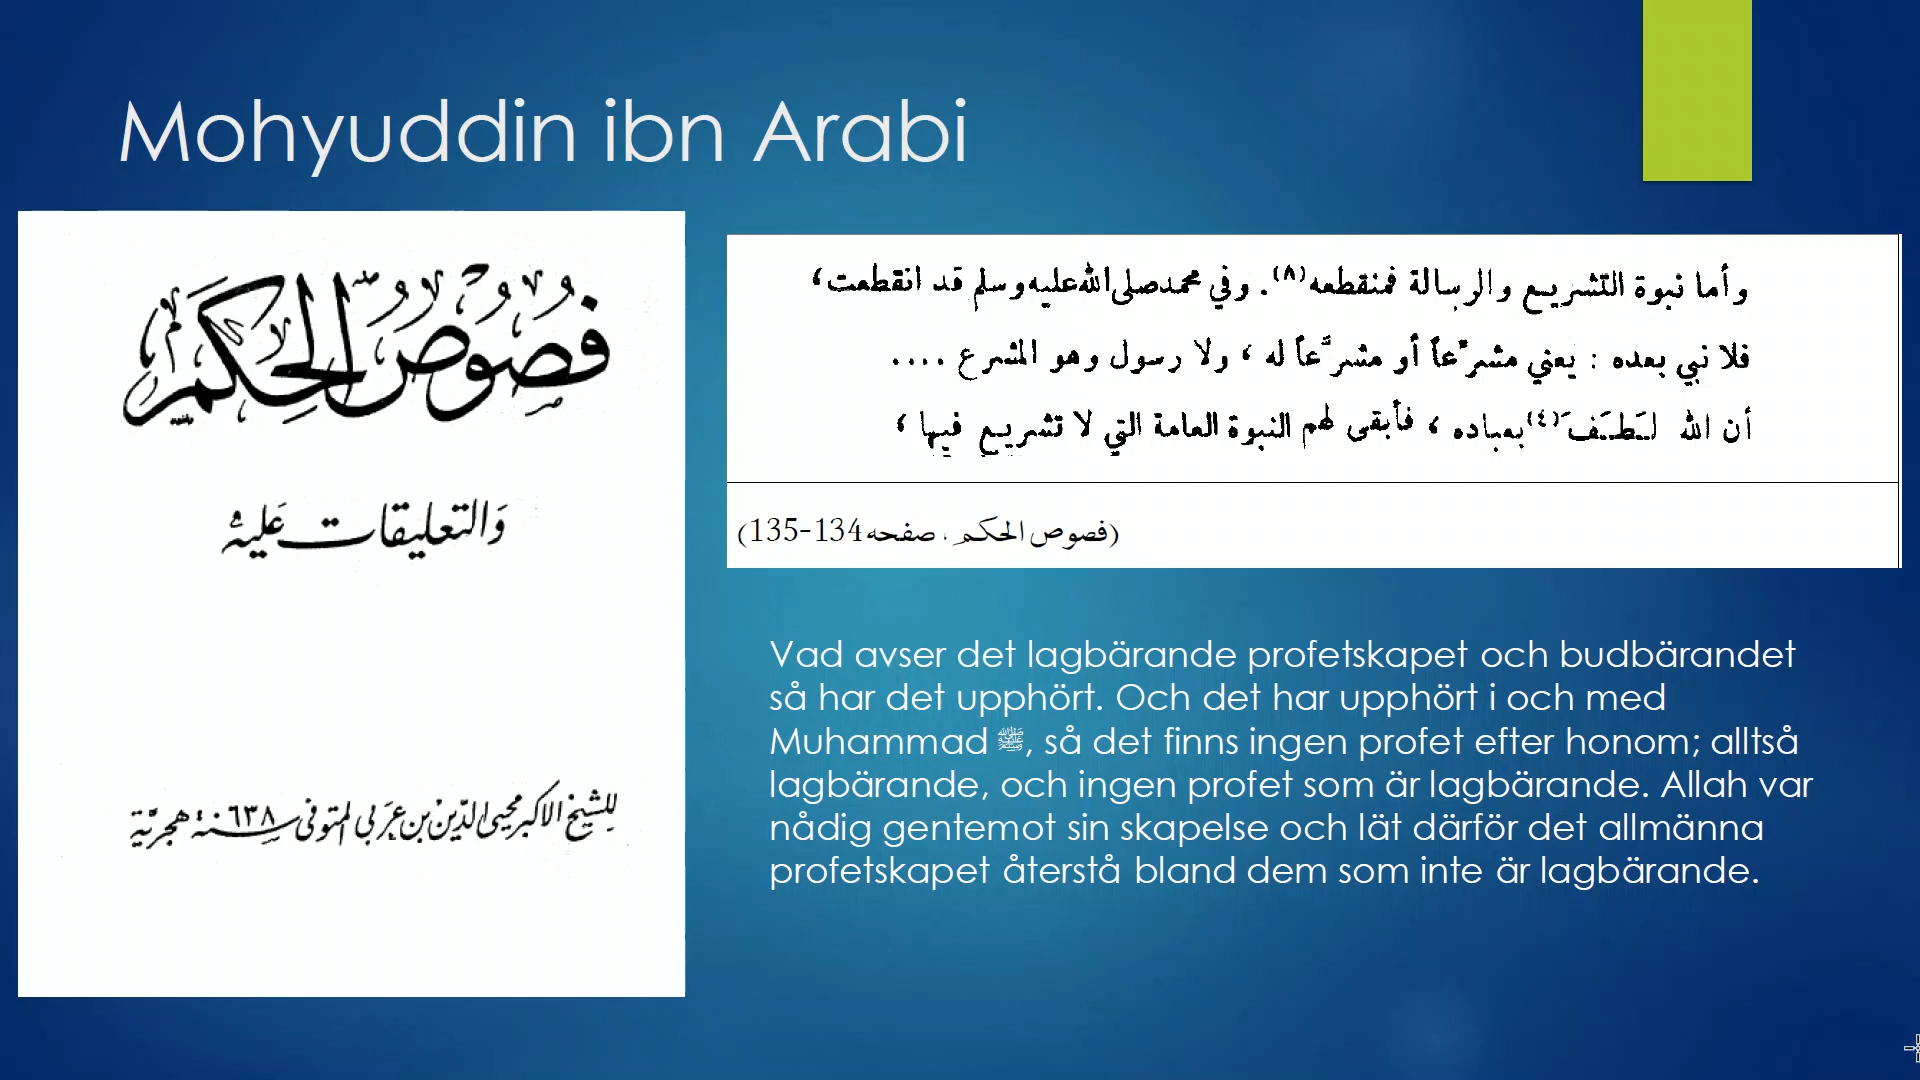 Mohyuddin ibn Arabi
فصوص الحكم
والتعليقات عليه
للشيخ الاكبر محيي الدين بن عربي المتوفى سنة ٦٣٨ هجرية
وأما نبوة التشريع والرسالة فمنقطعه(٨). وفي محمد صلى الله عليه وسلم قد انقطعت،
فلا نبي بعده : يعني مشرِّعاً أو مشرَّعاً له ، ولا رسول وهو المشرع ....
أن الله لَطَفَ(٤) بعباده ، فأبقى لهم النبوة العامة التي لا تشريع فيها ،
(فصوص الحكم، صفحه 134-135)
Vad avser det lagbärande profetskapet och budbärandet
så har det upphört. Och det har upphört i och med
Muhammad ﷺ, så det finns ingen profet efter honom; alltså
lagbärande, och ingen profet som är lagbärande. Allah var
nådig gentemot sin skapelse och lät därför det allmänna
profetskapet återstå bland dem som inte är lagbärande.